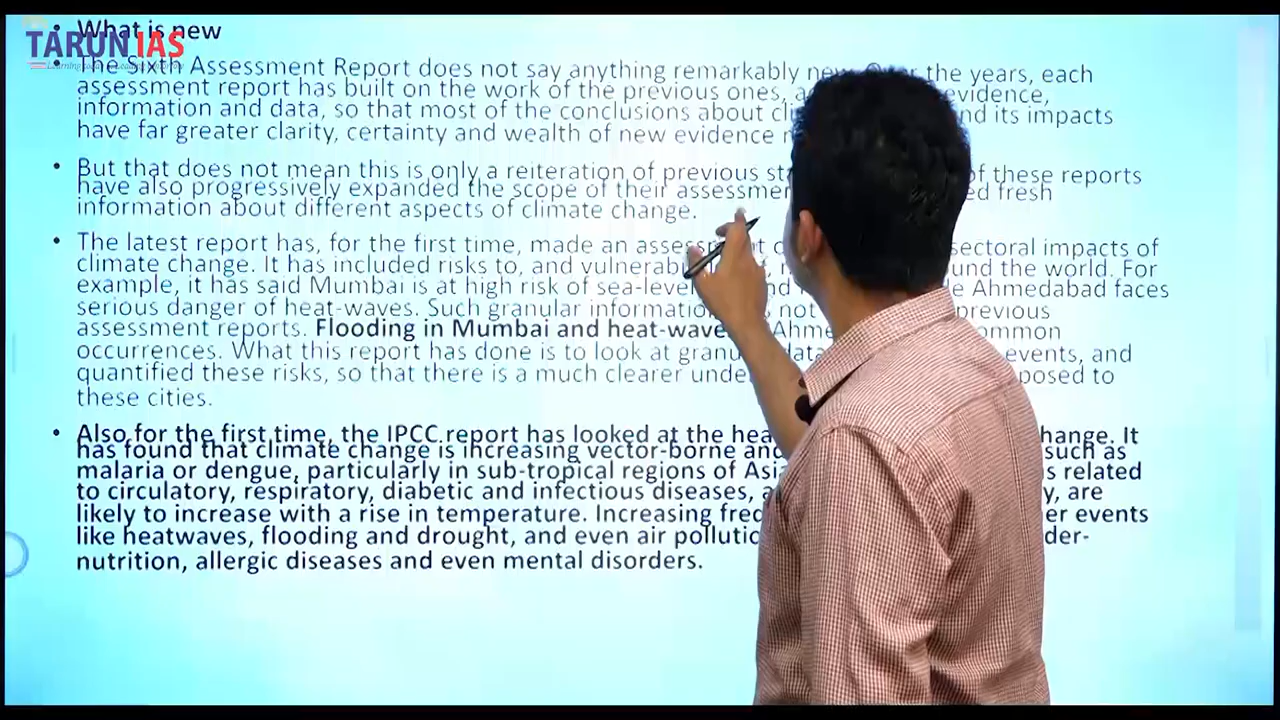 • What is new
TARUN IAS
• The Sixth Assessment Report does not say anything remarkably new. Over the years, each
assessment report has built on the work of the previous ones, evidence,
information and data, so that most of the conclusions about and its impacts
have far greater clarity, certainty and wealth of new evidence
• But that does not mean this is only a reiteration of previous of these reports
have also progressively expanded the scope of their fresh
information about different aspects of climate change.
• The latest report has, for the first time, made an assessment sectoral impacts of
climate change. It has included risks to, and around the world. For
example, it has said Mumbai is at high risk of sea-level Ahmedabad faces
serious danger of heat-waves. Such granular not previous
assessment reports. Flooding in Mumbai and heat-wave common
occurrences. What this report has done is to look at events, and
quantified these risks, so that there is a much clearer to
these cities.
• Also for the first time, the IPCC report has looked at the It
has found that climate change is increasing vector-borne such as
malaria or dengue, particularly in sub-tropical regions of related
to circulatory, respiratory, diabetic and infectious diseases, are
likely to increase with a rise in temperature. Increasing events
like heatwaves, flooding and drought, and even air
nutrition, allergic diseases and even mental disorders.